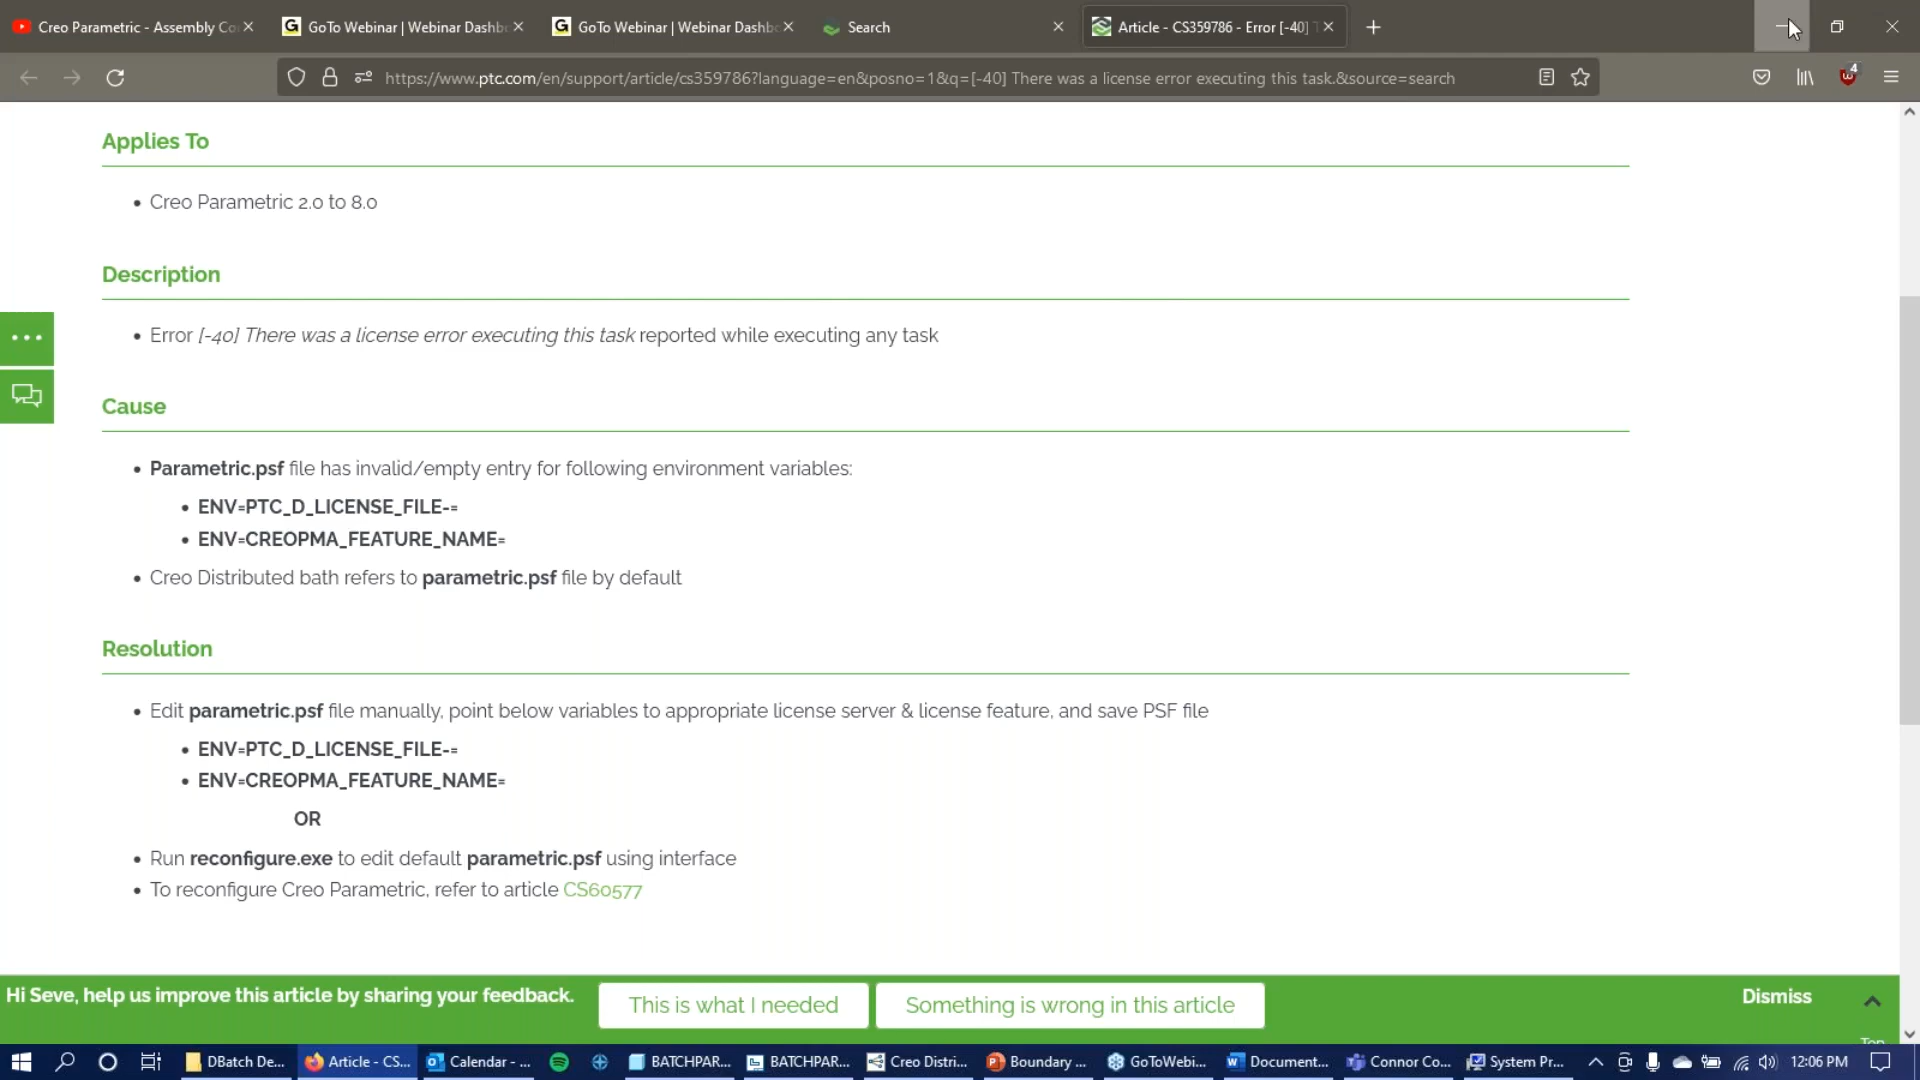 Creo Parametric - Assembly Co
GoTo Webinar | Webinar Dashb
GoTo Webinar | Webinar Dashb
Search
Article - CS359786 - Error [-40] T
https://www.ptc.com/en/support/article/cs359786?language=en&posno=1&q=[-40] There was a license error executing this task.&source=search
4
Applies To
Creo Parametric 2.0 to 8.0
Description
Error [-40] There was a license error executing this task reported while executing any task
Cause
Parametric.psf file has invalid/empty entry for following environment variables:
ENV=PTC_D_LICENSE_FILE-=
ENV=CREOPMA_FEATURE_NAME=
Creo Distributed bath refers to parametric.psf file by default
Resolution
Edit parametric.psf file manually, point below variables to appropriate license server & license feature, and save PSF file
ENV=PTC_D_LICENSE_FILE-=
ENV=CREOPMA_FEATURE_NAME=
OR
Run reconfigure.exe to edit default parametric.psf using interface
To reconfigure Creo Parametric, refer to article CS60577
Hi Seve, help us improve this article by sharing your feedback.
This is what I needed
Something is wrong in this article
Dismiss
Top
DBatch De...
Article - CS...
Calendar - ...
BATCHPAR...
BATCHPAR...
Creo Distri...
Boundary ...
GoToWebi...
Document...
Connor Co...
System Pr...
12:06 PM